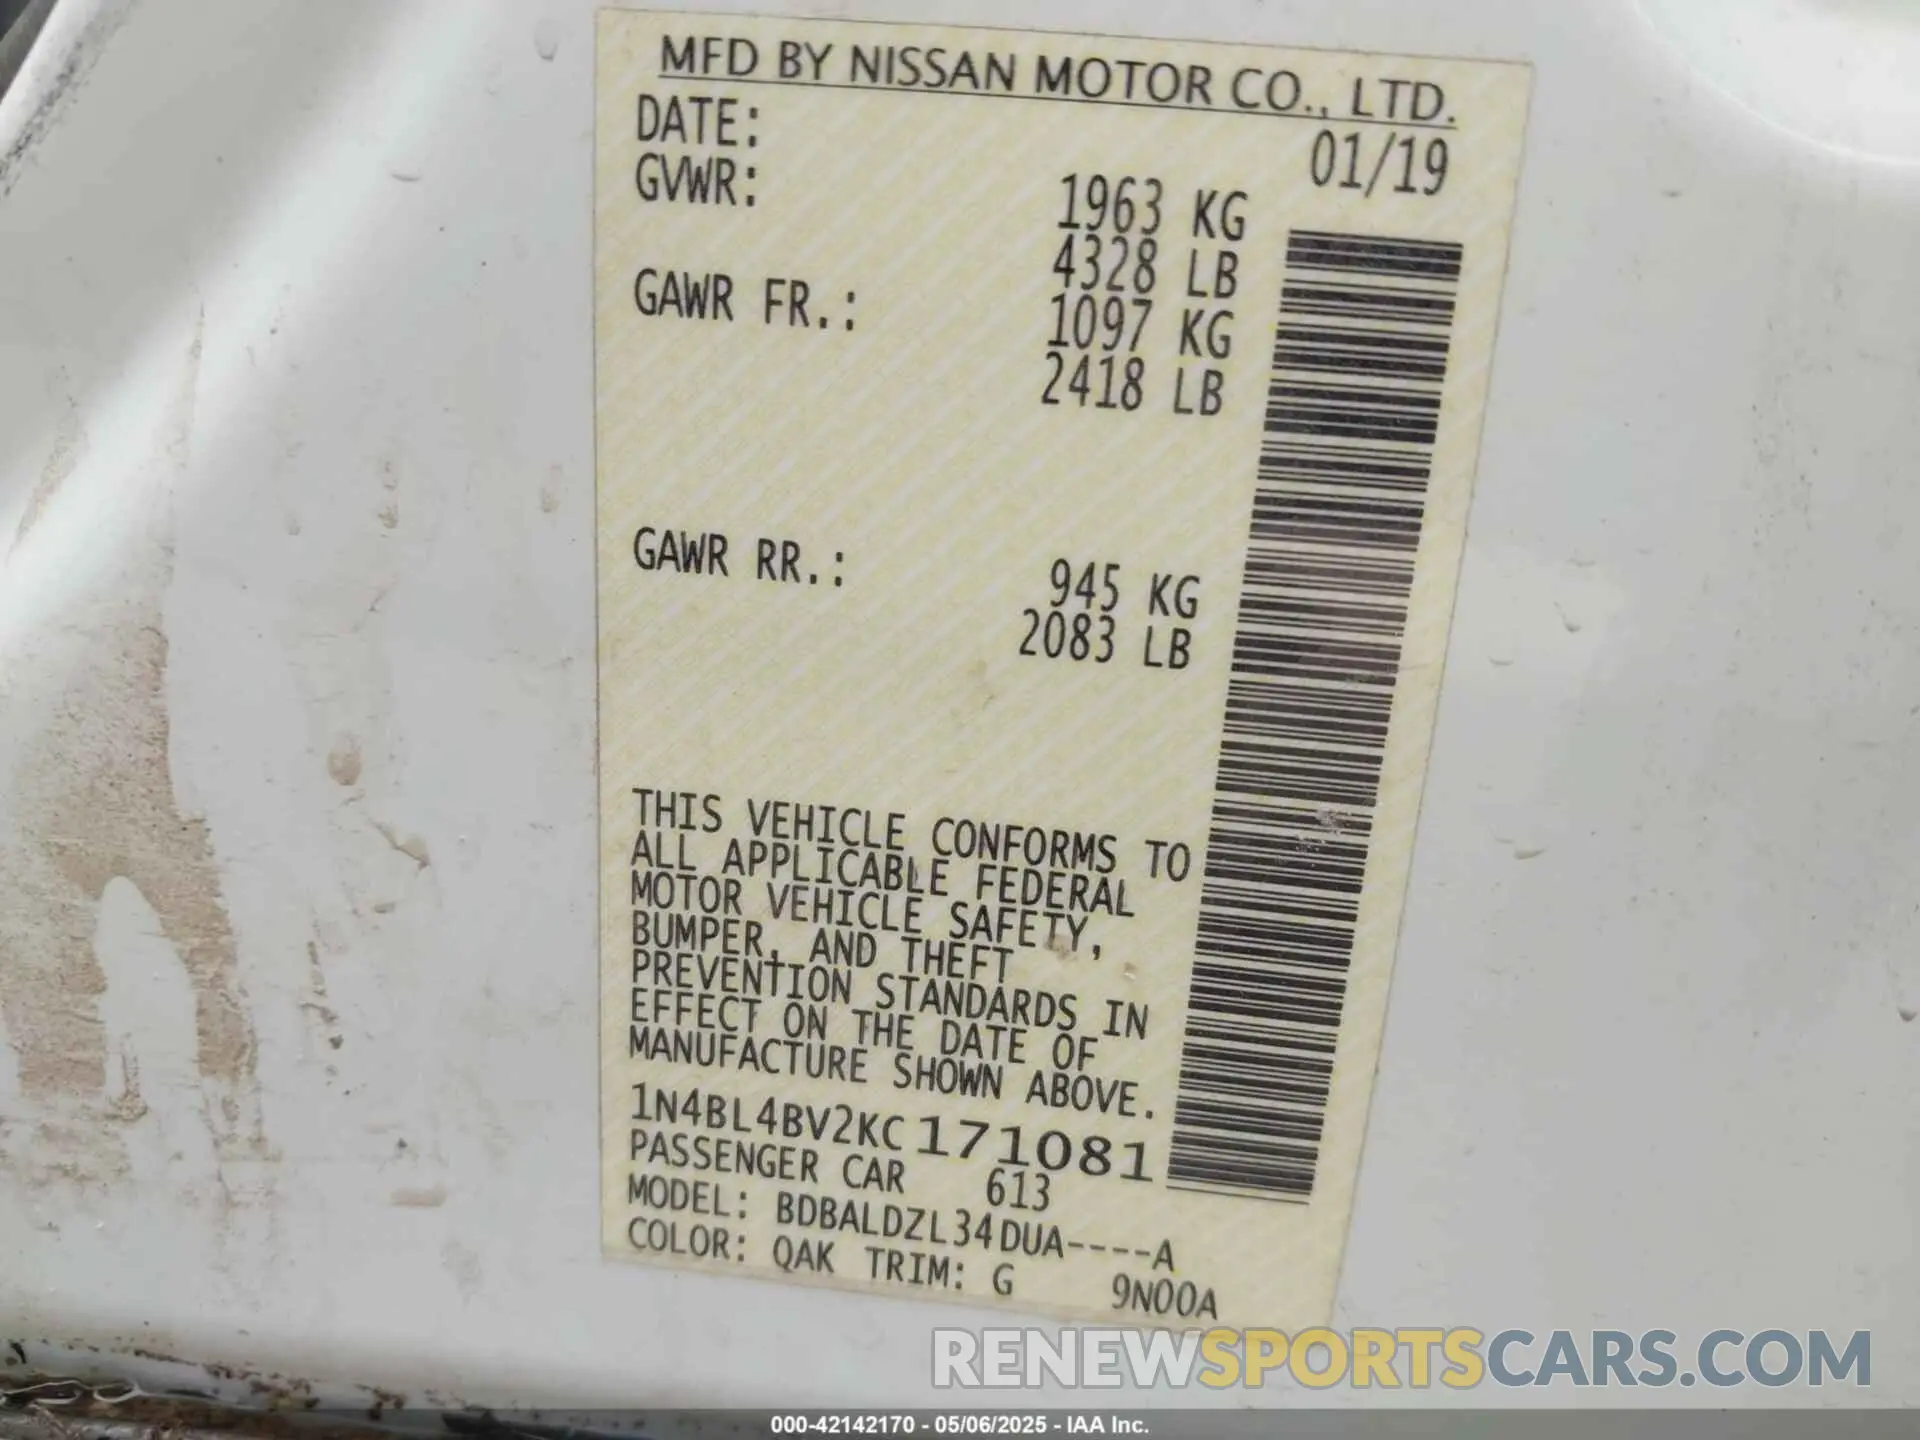 MFD BY NISSAN MOTOR CO., LTD.
DATE: 01/19
GVWR: 1963 KG
4328 LB
GAWR FR.: 1097 KG
2418 LB
GAWR RR.: 945 KG
2083 LB
THIS VEHICLE CONFORMS TO
ALL APPLICABLE FEDERAL
MOTOR VEHICLE SAFETY,
BUMPER, AND THEFT
PREVENTION STANDARDS IN
EFFECT ON THE DATE OF
MANUFACTURE SHOWN ABOVE.
1N4BL4BV2KC171081
PASSENGER CAR 613
MODEL: BDBALDZL34DUA----A
COLOR: QAK TRIM: G 9N00A
RENEWSPORTSCARS.COM
000-42142170 - 05/06/2025 - IAA Inc.